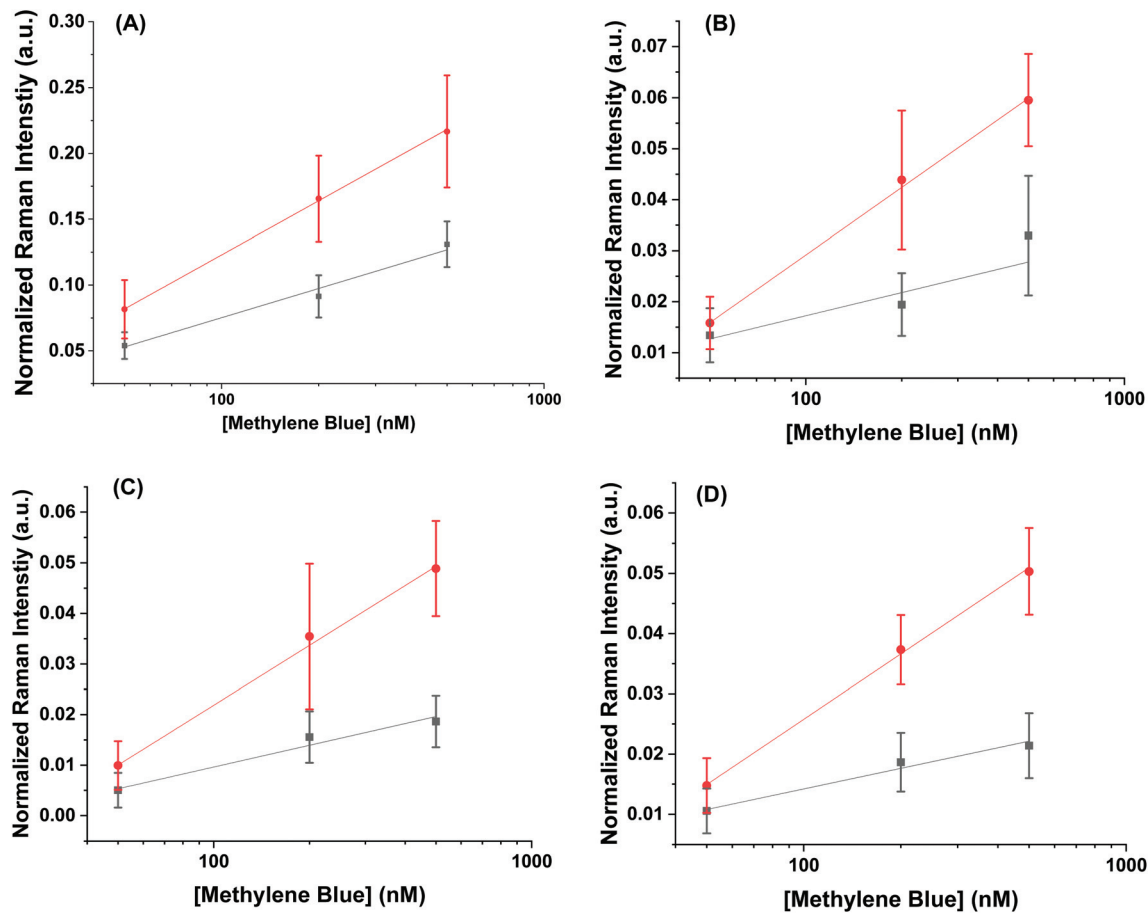 (A)
Normalized Raman Intenstiy (a.u.)
0.30
0.25
0.20
0.15
0.10
0.05
100
1000
[Methylene Blue] (nM)
(B)
Normalized Raman Intensity (a.u.)
0.07
0.06
0.05
0.04
0.03
0.02
0.01
100
1000
[Methylene Blue] (nM)
(C)
Normalized Raman Intenstiy (a.u.)
0.06
0.05
0.04
0.03
0.02
0.01
0.00
100
1000
[Methylene Blue] (nM)
(D)
Normalized Raman Intensity (a.u.)
0.06
0.05
0.04
0.03
0.02
0.01
100
1000
[Methylene Blue] (nM)